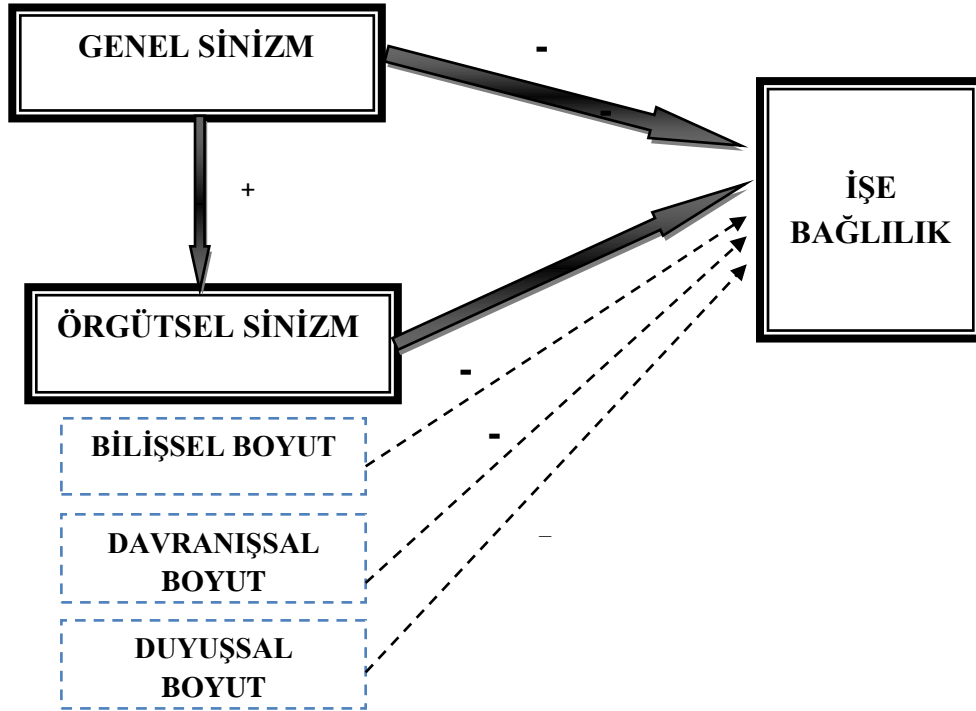 GENEL SİNİZM
-
-
+
İŞE
BAĞLILIK
ÖRGÜTSEL SİNİZM
-
BİLİŞSEL BOYUT
-
DAVRANIŞSAL
BOYUT
–
DUYUŞSAL
BOYUT